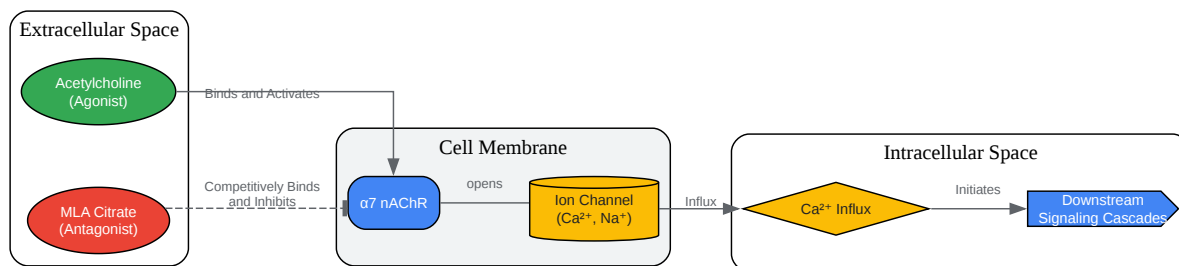 Extracellular Space
Acetylcholine
(Agonist)
Binds and Activates
MLA Citrate
(Antagonist)
Competitively Binds
and Inhibits
Cell Membrane
α7 nAChR
opens
Ion Channel
(Ca²⁺, Na⁺)
Influx
Intracellular Space
Ca²⁺ Influx
Initiates
Downstream
Signaling Cascades